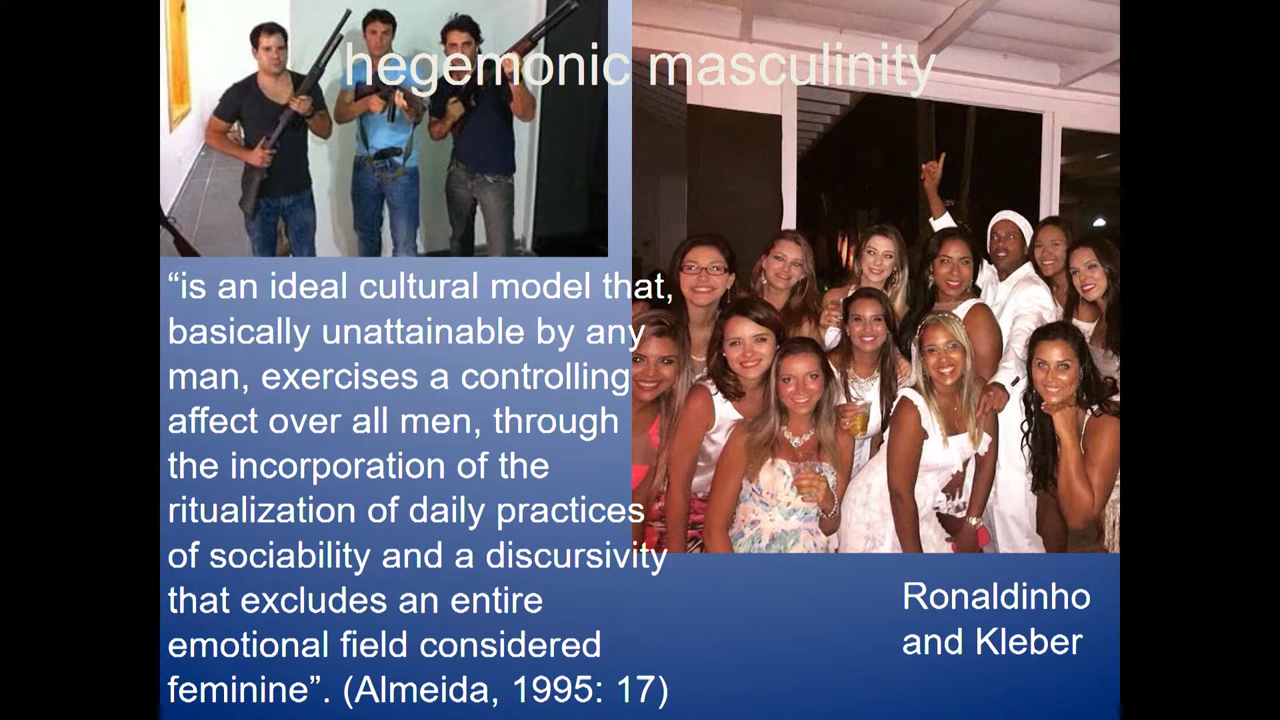 hegemonic masculinity
“is an ideal cultural model that,
basically unattainable by any
man, exercises a controlling
affect over all men, through
the incorporation of the
ritualization of daily practices
of sociability and a discursivity
that excludes an entire
emotional field considered
feminine”. (Almeida, 1995: 17)
Ronaldinho
and Kleber